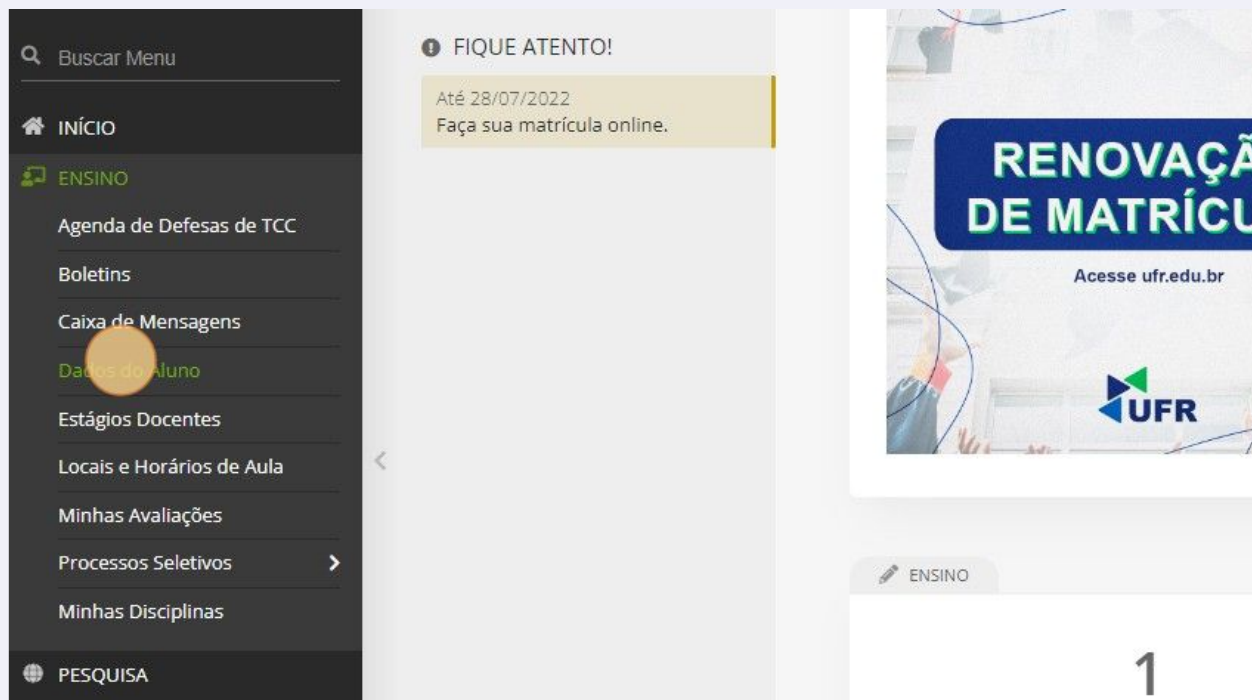 Buscar Menu
INÍCIO
ENSINO
Agenda de Defesas de TCC
Boletins
Caixa de Mensagens
Dados do Aluno
Estágios Docentes
Locais e Horários de Aula
Minhas Avaliações
Processos Seletivos
Minhas Disciplinas
PESQUISA
FIQUE ATENTO!
Até 28/07/2022
Faça sua matrícula online.
RENOVAÇÃ
DE MATRÍCU
Acesse ufr.edu.br
UFR
ENSINO
1